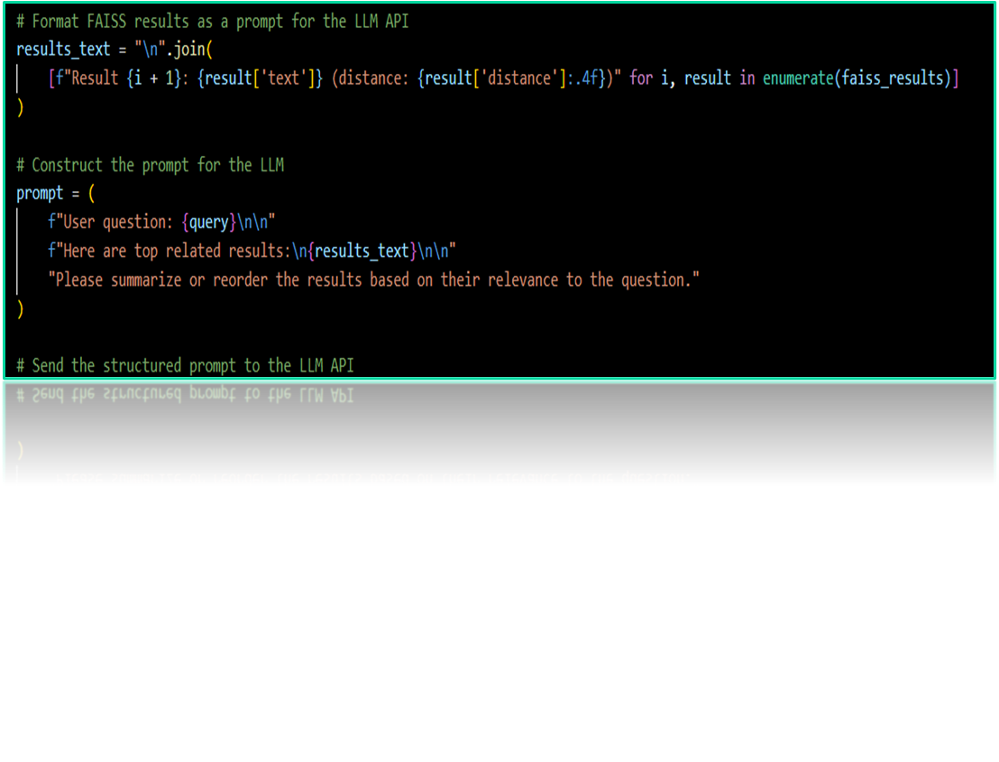 # Format FAISS results as a prompt for the LLM API
results_text = "\n".join(
    [f"Result {i + 1}: {result['text']} (distance: {result['distance']:.4f})" for i, result in enumerate(faiss_results)]
)

# Construct the prompt for the LLM
prompt = (
    f"User question: {query}\n\n"
    f"Here are top related results:\n{results_text}\n\n"
    "Please summarize or reorder the results based on their relevance to the question."
)

# Send the structured prompt to the LLM API